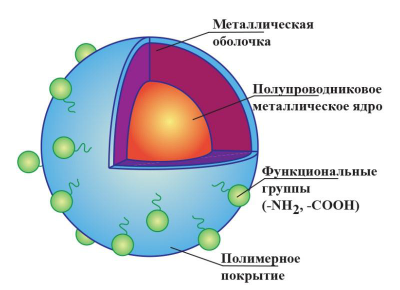 Металлическая
оболочка
Полупроводниковое
металлическое ядро
Функциональные
группы
(-NH2, -COOH)
Полимерное
покрытие